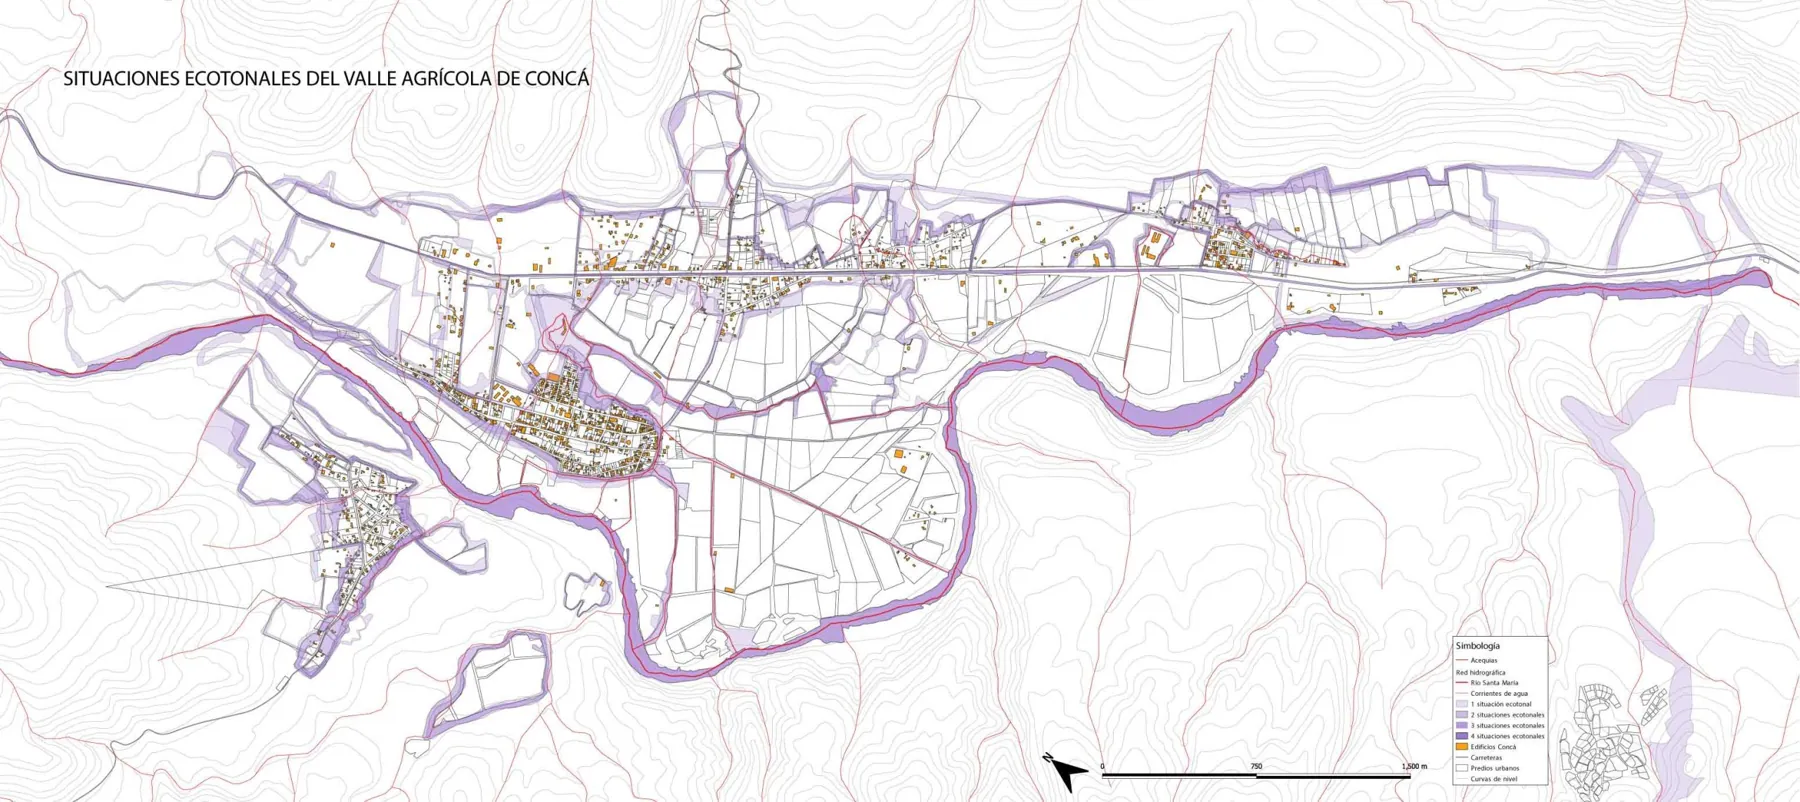 SITUACIONES ECOTONALES DEL VALLE AGRÍCOLA DE CONCÁ
Simbología
Acequias
Red hidrográfica
Río Santa María
Corrientes de agua
1 situación ecotonal
2 situaciones ecotonales
3 situaciones ecotonales
4 situaciones ecotonales
Edificios Concá
Carreteras
Predios urbanos
Curvas de nivel
N
0 750 1,500 m